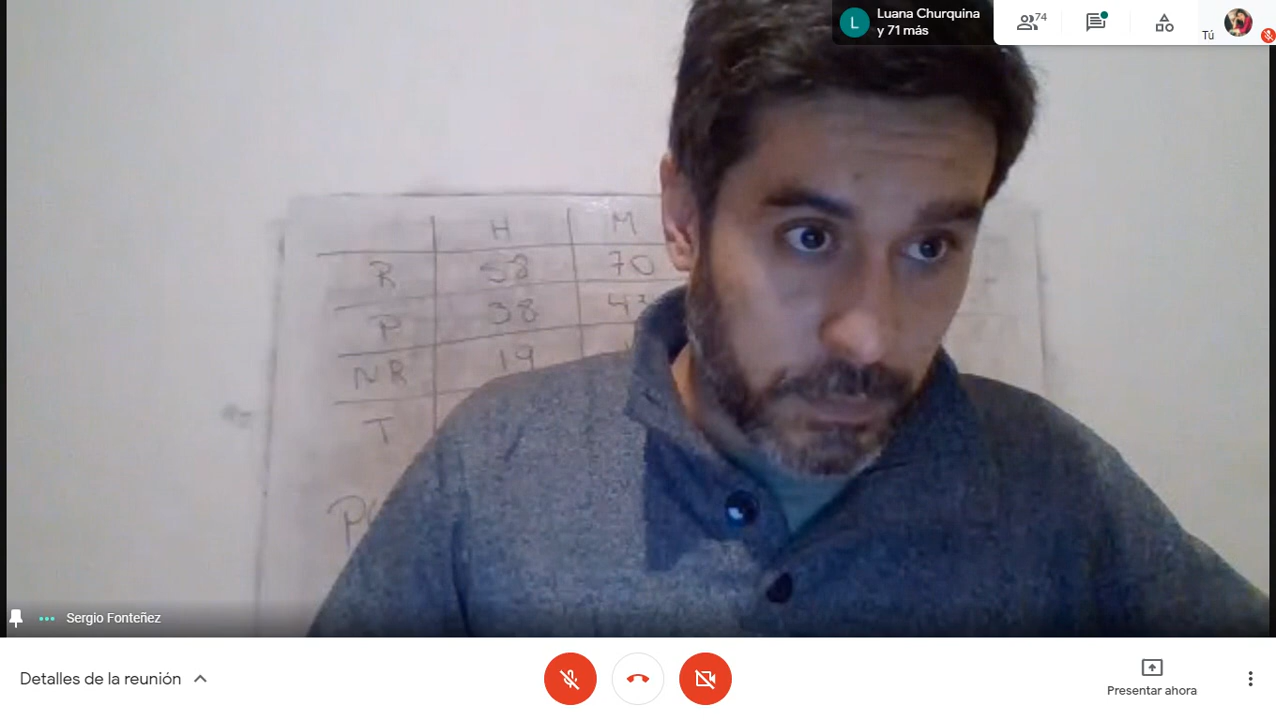 Luana Churquina
y 71 más
74
Tú
H M
R 58 70
P 38
NR 19
T
Sergio Fonteñez
Detalles de la reunión
Presentar ahora